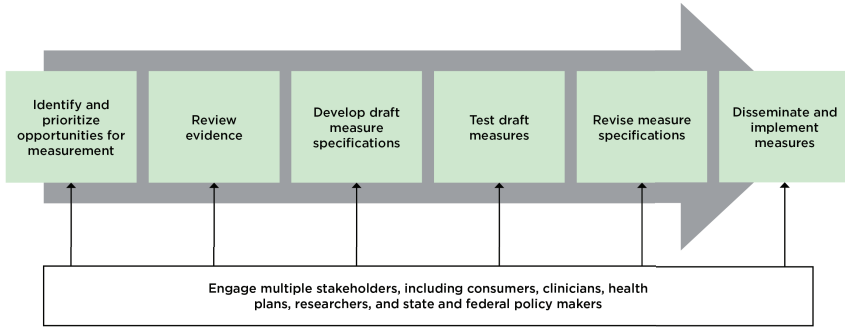 Identify and
prioritize
opportunities for
measurement
Review
evidence
Develop draft
measure
specifications
Test draft
measures
Revise measure
specifications
Disseminate and
implement
measures
Engage multiple stakeholders, including consumers, clinicians, health
plans, researchers, and state and federal policy makers